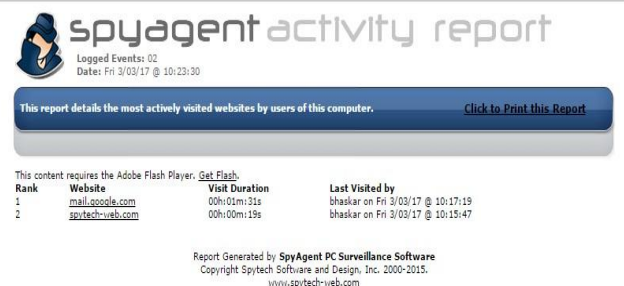 spyagent activity report
Logged Events: 02
Date: Fri 3/03/17 @ 10:23:30
This report details the most actively visited websites by users of this computer. Click to Print this Report
This content requires the Adobe Flash Player. Get Flash.
Rank Website Visit Duration Last Visited by
1 mail.google.com 00h:01m:31s bhaskar on Fri 3/03/17 @ 10:17:19
2 spytech-web.com 00h:00m:19s bhaskar on Fri 3/03/17 @ 10:15:47
Report Generated by SpyAgent PC Surveillance Software
Copyright Spytech Software and Design, Inc. 2000-2015.
www.spytech-web.com